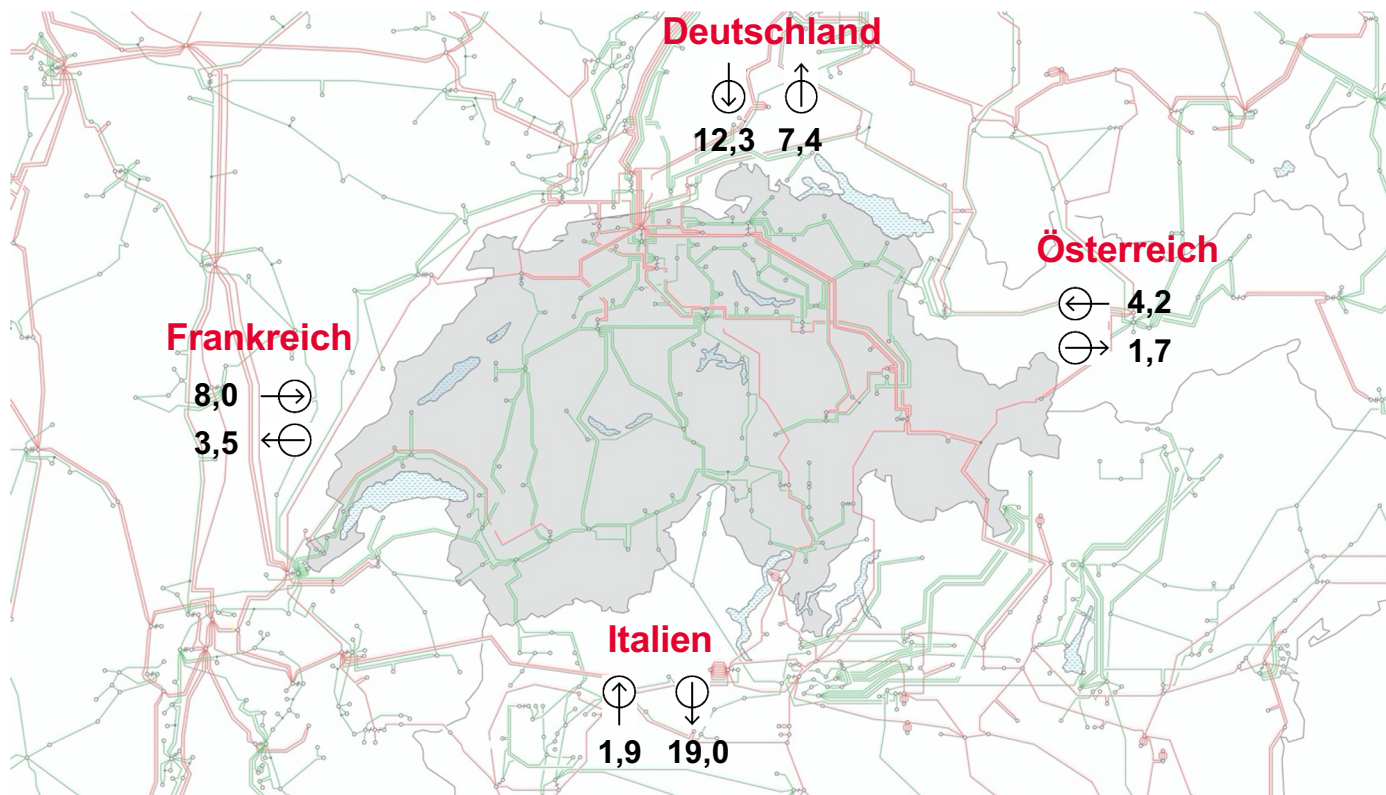 Deutschland
12,3 7,4
Österreich
4,2
1,7
Frankreich
8,0
3,5
Italien
1,9 19,0